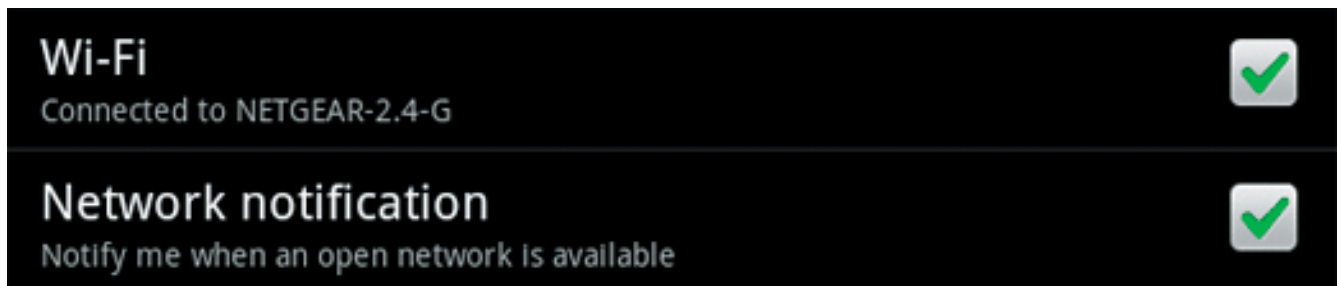 Wi-Fi
Connected to NETGEAR-2.4-G
Network notification
Notify me when an open network is available